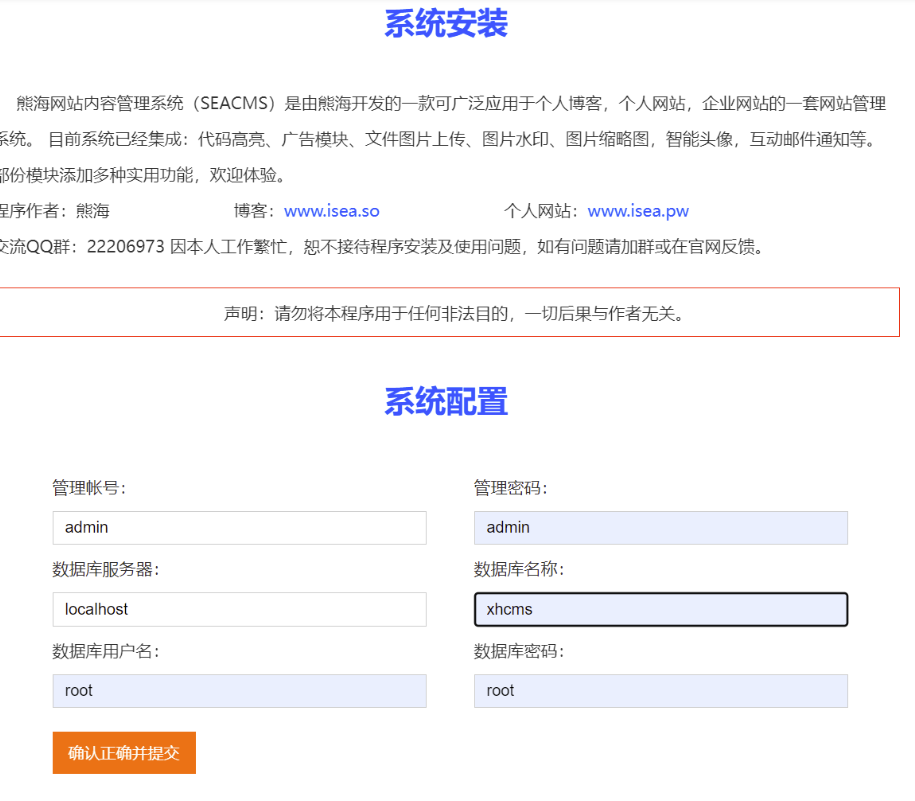 系统安装
熊海网站内容管理系统（SEACMS）是由熊海开发的一款可广泛应用于个人博客，个人网站，企业网站的一套网站管理
系统。 目前系统已经集成：代码高亮、广告模块、文件图片上传、图片水印、图片缩略图，智能头像，互动邮件通知等。
部份模块添加多种实用功能，欢迎体验。
程序作者：熊海 博客：www.isea.so 个人网站：www.isea.pw
交流QQ群：22206973 因本人工作繁忙，恕不接待程序安装及使用问题，如有问题请加群或在官网反馈。
声明：请勿将本程序用于任何非法目的，一切后果与作者无关。
系统配置
管理帐号： 管理密码：
admin admin
数据库服务器： 数据库名称：
localhost xhcms
数据库用户名： 数据库密码：
root root
确认正确并提交